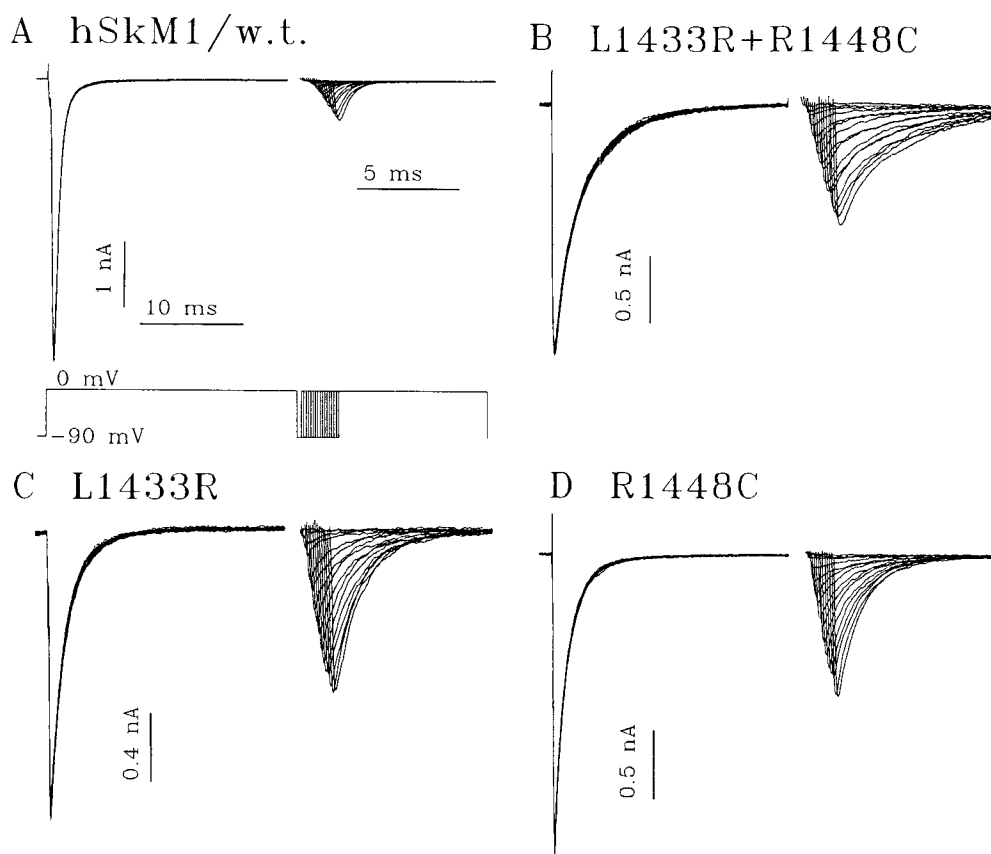 A hSkM1/w.t.
B L1433R+R1448C
5 ms
1 nA
10 ms
0.5 nA
0 mV
-90 mV
C L1433R
D R1448C
0.4 nA
0.5 nA